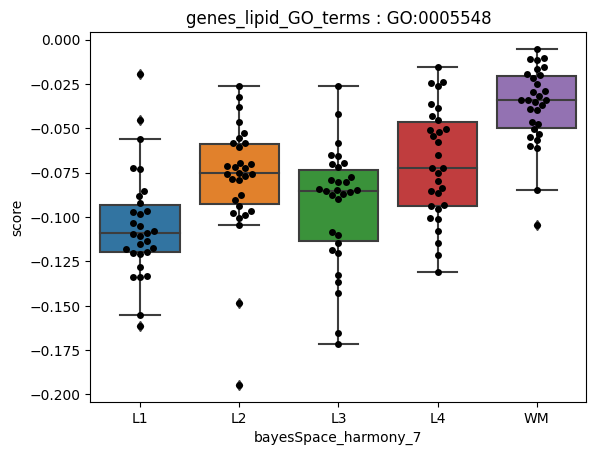 genes_lipid_GO_terms : GO:0005548
0.000
−0.025
−0.050
−0.075
−0.100
−0.125
−0.150
−0.175
−0.200
score
L1 L2 L3 L4 WM
bayesSpace_harmony_7